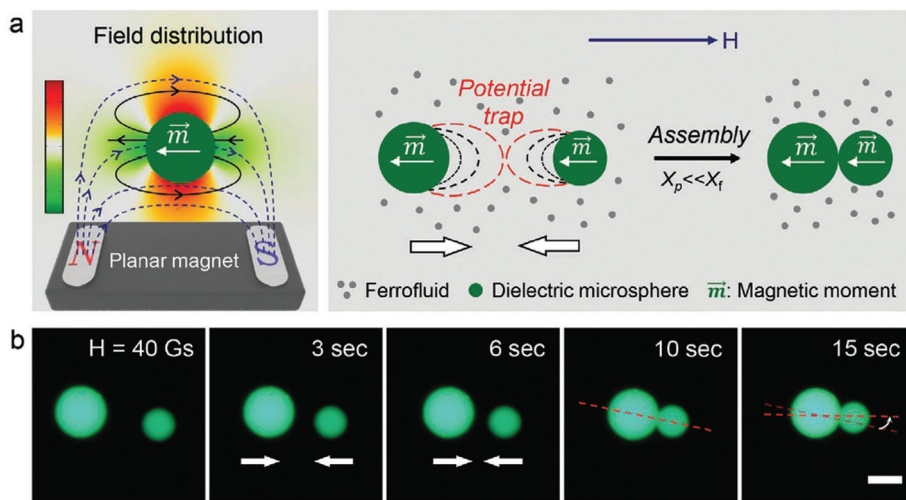 a
Field distribution
m
N
Planar magnet
S
H
Potential
trap
m
m
Assembly
Xp<<Xf
m
m
Ferrofluid
Dielectric microsphere
m: Magnetic moment
b
H = 40 Gs
3 sec
6 sec
10 sec
15 sec